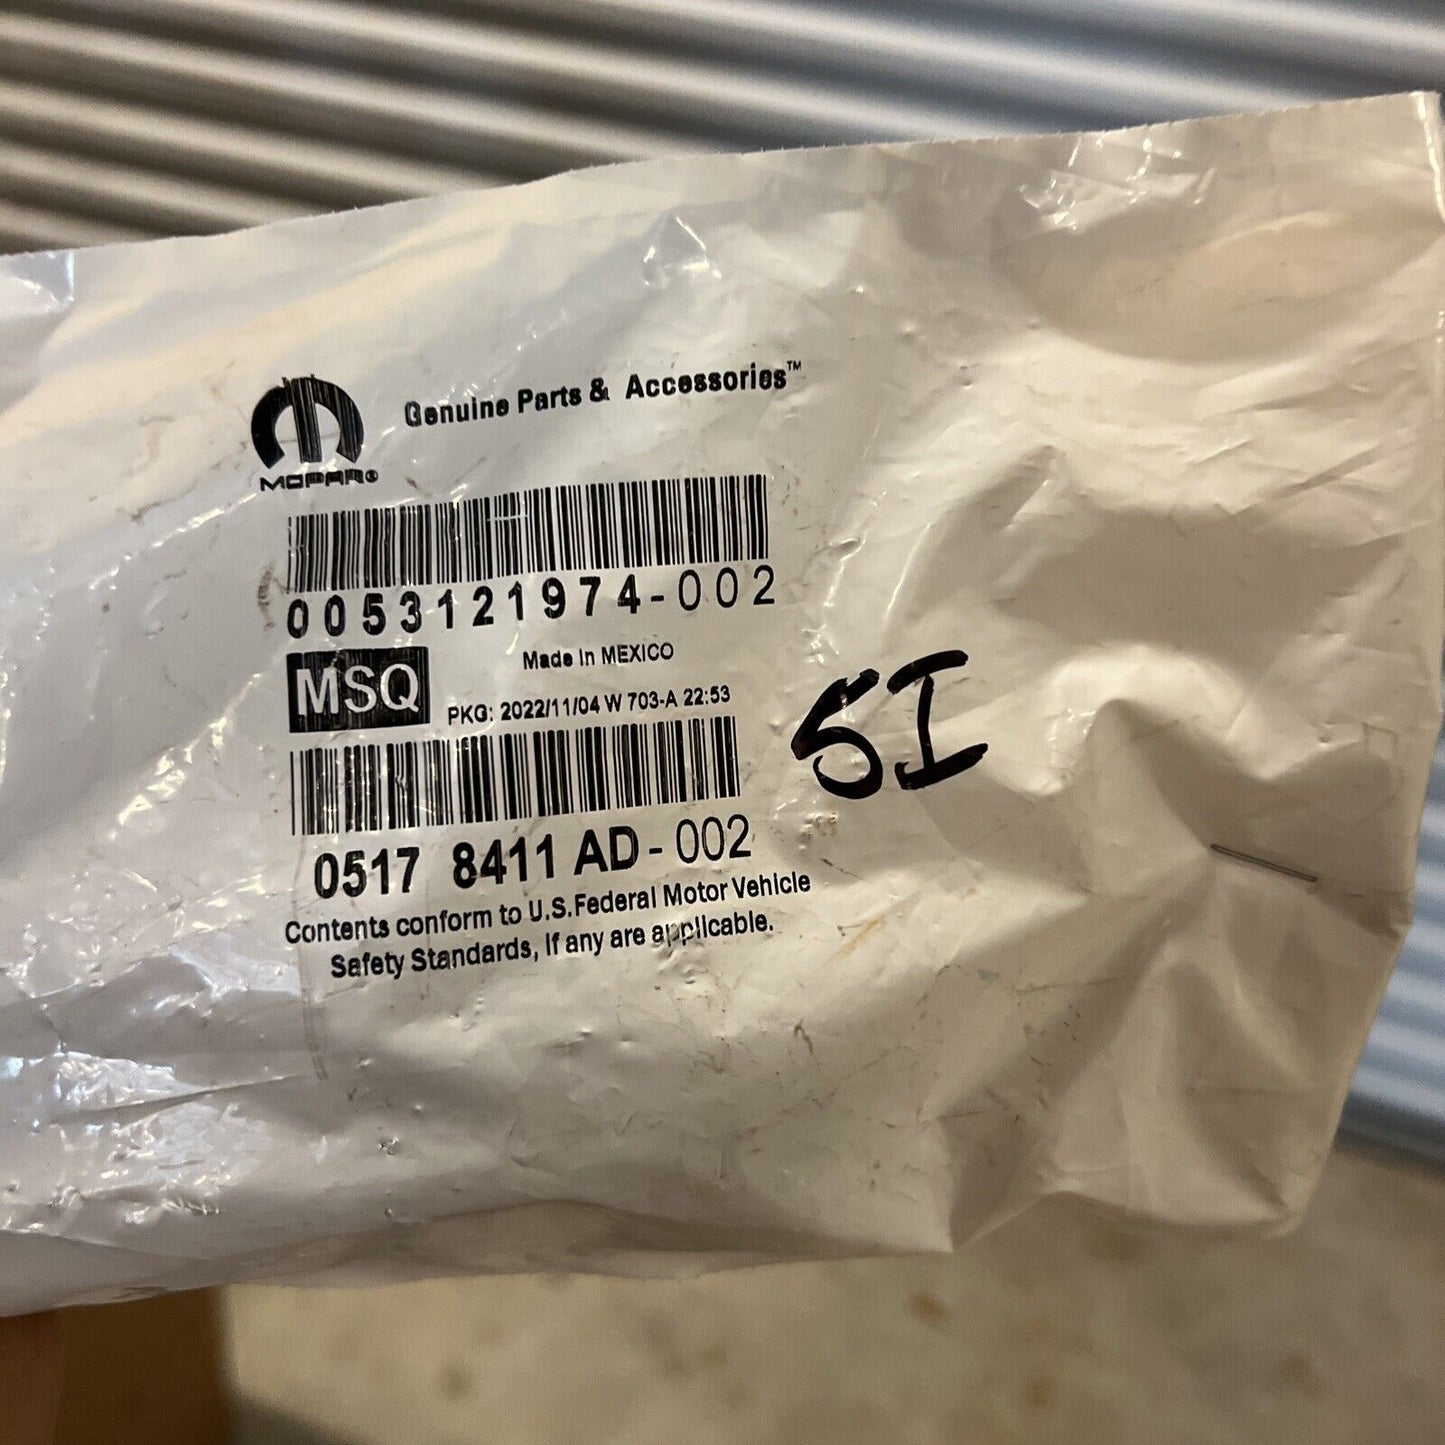 Genuine Parts & Accessories™
MOPAR®
0053121974-002
Made In MEXICO
MSQ
PKG: 2022/11/04 W 703-A 22:53
5I
0517 8411 AD-002
Contents conform to U.S.Federal Motor Vehicle
Safety Standards, If any are applicable.